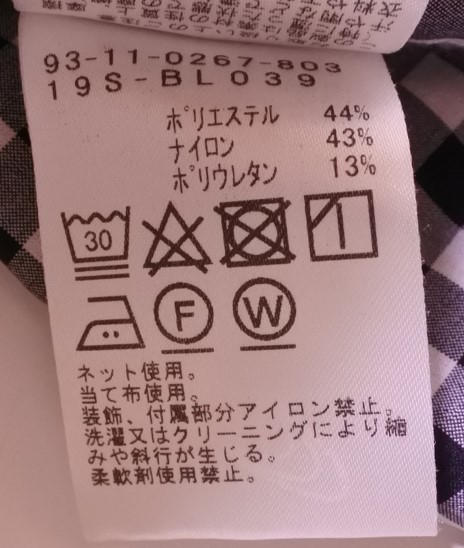 93-11-0267-803
19S-BL039
ポリエステル 44%
ナイロン 43%
ポリウレタン 13%
30
F W
ネット使用。
当て布使用。
装飾、付属部分アイロン禁止。
洗濯又はクリーニングにより縮
みや斜行が生じる。
柔軟剤使用禁止。